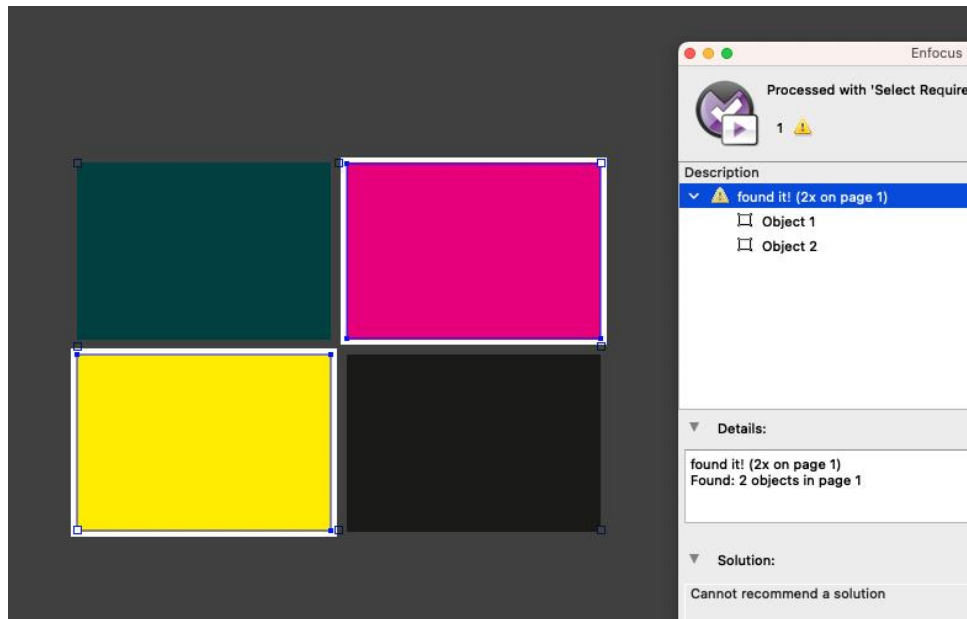 Enfocus
Processed with 'Select Require
1
Description
found it! (2x on page 1)
Object 1
Object 2
Details:
found it! (2x on page 1)
Found: 2 objects in page 1
Solution:
Cannot recommend a solution